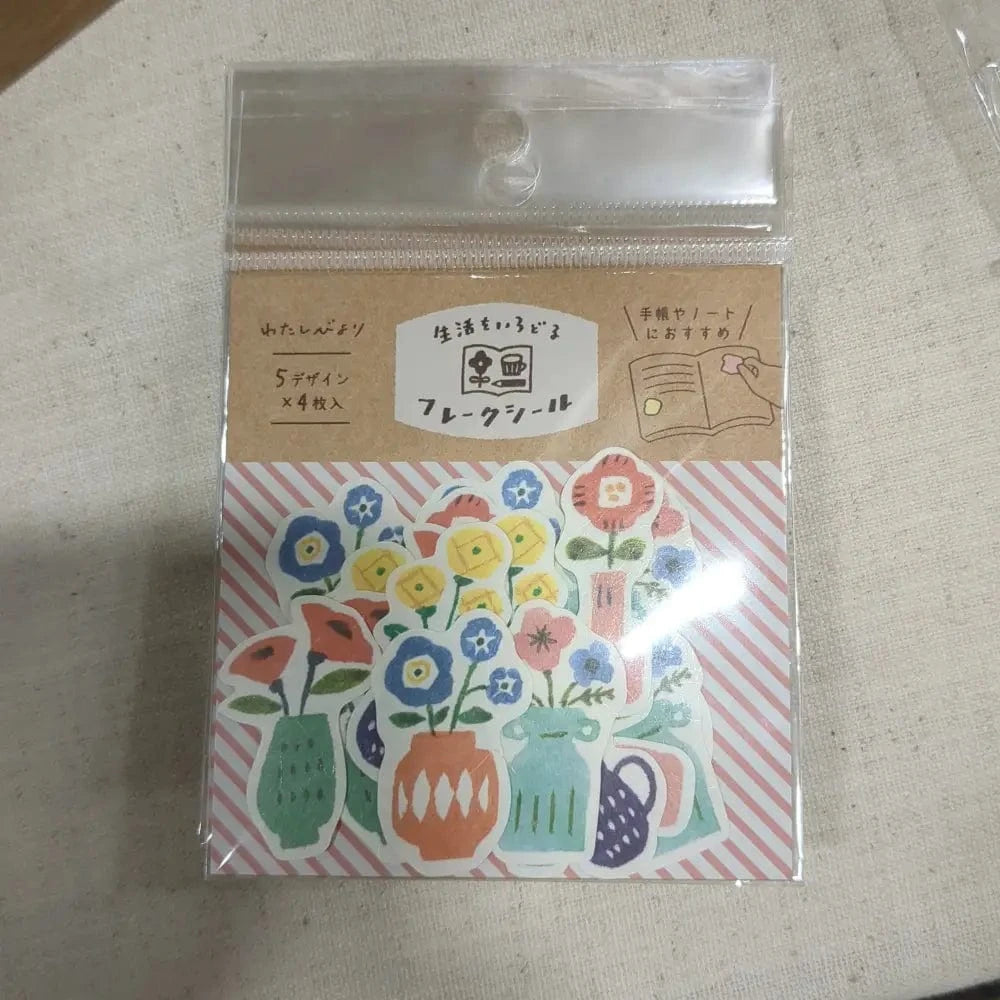 わたしびより
5デザイン
×4枚入
生活をいろどる
フレークシール
手帳やノート
におすすめ